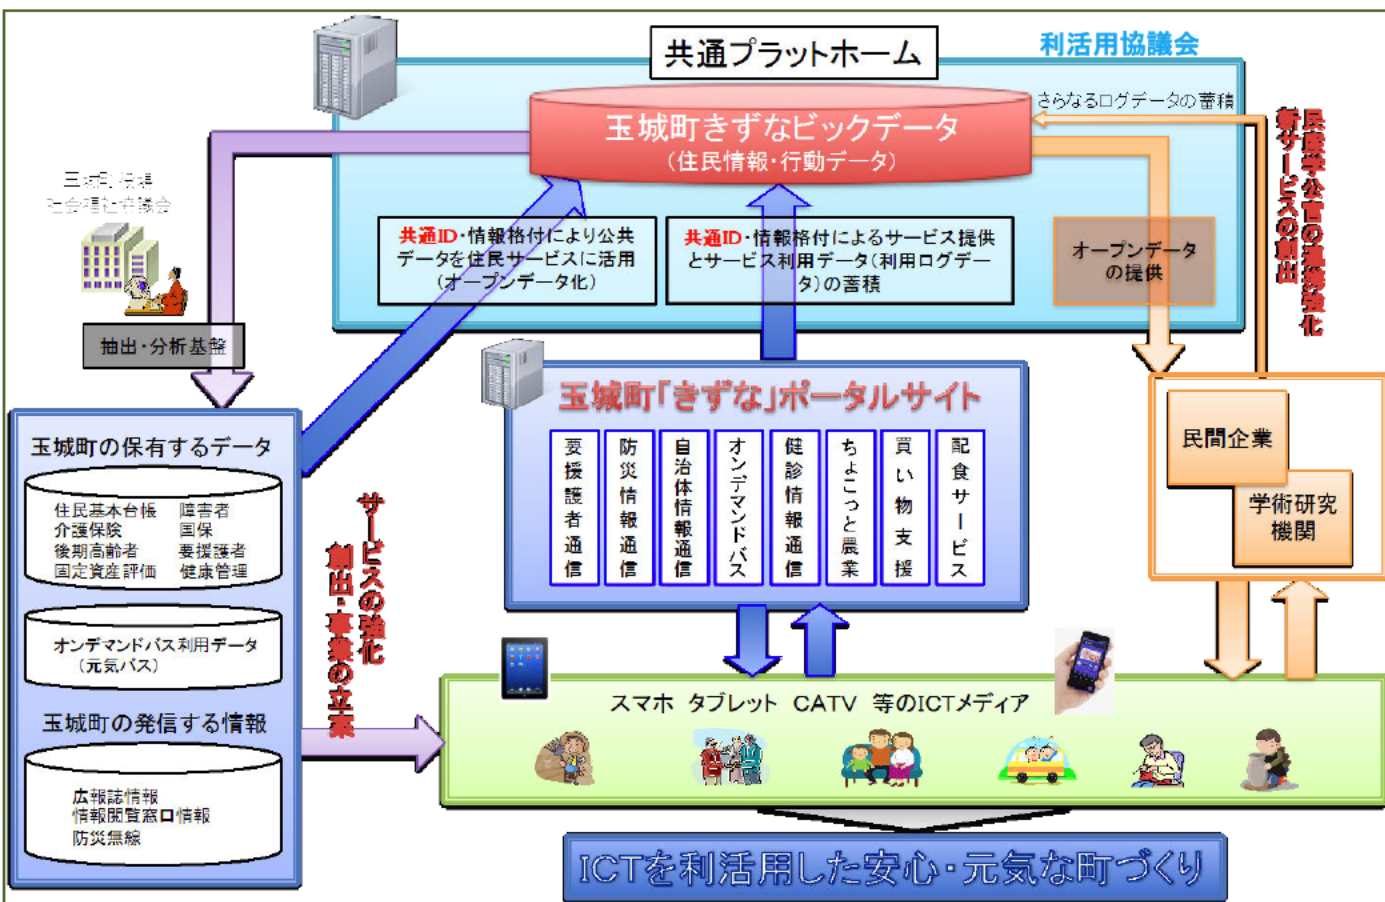 共通プラットホーム
利活用協議会
玉城町きずなビックデータ
(住民情報・行動データ)
さらなるログデータの蓄積
民産学公官の連携強化
新サービスの創出
玉城町役場
社会福祉協議会
共通ID・情報格付により公共
データを住民サービスに活用
(オープンデータ化)
共通ID・情報格付によるサービス提供
とサービス利用データ(利用ログデー
タ)の蓄積
オープンデータ
の提供
抽出・分析基盤
玉城町「きずな」ポータルサイト
要援護者通信
防災情報通信
自治体情報通信
オンデマンドバス
健診情報通信
ちょこっと農業
買い物支援
配食サービス
民間企業
学術研究
機関
玉城町の保有するデータ
住民基本台帳 障害者
介護保険 国保
後期高齢者 要援護者
固定資産評価 健康管理
オンデマンドバス利用データ
(元気バス)
玉城町の発信する情報
広報誌情報
情報閲覧窓口情報
防災無線
サービスの強化
創出・事業の立案
スマホ タブレット CATV 等のICTメディア
ICTを利活用した安心・元気な町づくり